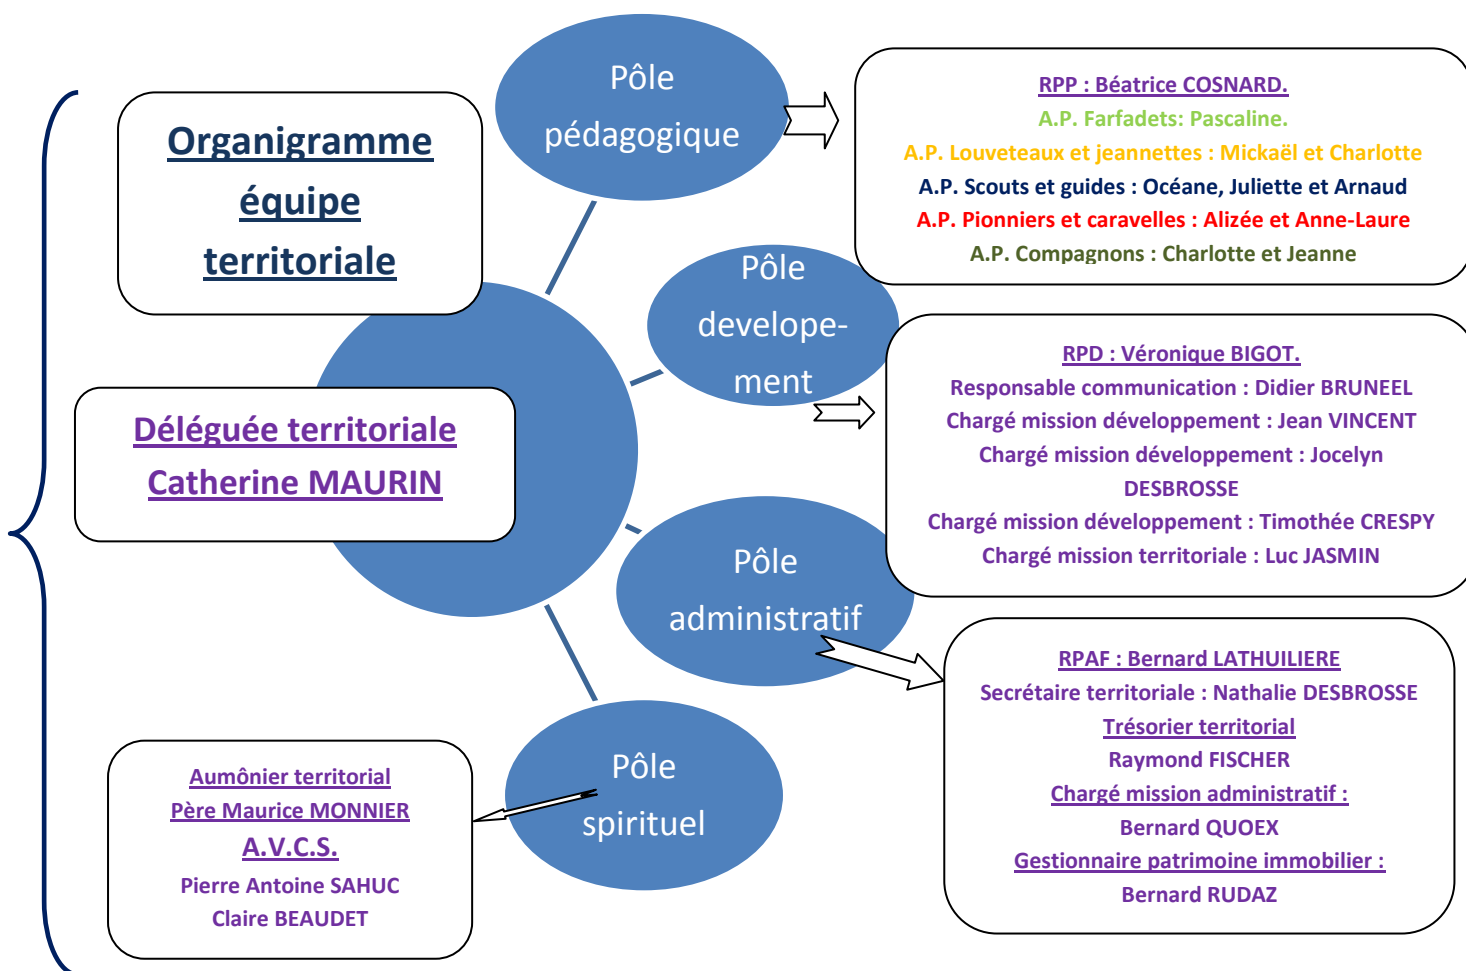 Organigramme
équipe
territoriale
Déléguée territoriale
Catherine MAURIN
Pôle
pédagogique
RPP : Béatrice COSNARD.
A.P. Farfadets: Pascaline.
A.P. Louveteaux et jeannettes : Mickaël et Charlotte
A.P. Scouts et guides : Océane, Juliette et Arnaud
A.P. Pionniers et caravelles : Alizée et Anne-Laure
A.P. Compagnons : Charlotte et Jeanne
Pôle
develope-
ment
RPD : Véronique BIGOT.
Responsable communication : Didier BRUNEEL
Chargé mission développement : Jean VINCENT
Chargé mission développement : Jocelyn
DESBROSSE
Chargé mission développement : Timothée CRESPY
Chargé mission territoriale : Luc JASMIN
Pôle
administratif
RPAF : Bernard LATHUILIERE
Secrétaire territoriale : Nathalie DESBROSSE
Trésorier territorial
Raymond FISCHER
Chargé mission administratif :
Bernard QUOEX
Gestionnaire patrimoine immobilier :
Bernard RUDAZ
Pôle
spirituel
Aumônier territorial
Père Maurice MONNIER
A.V.C.S.
Pierre Antoine SAHUC
Claire BEAUDET